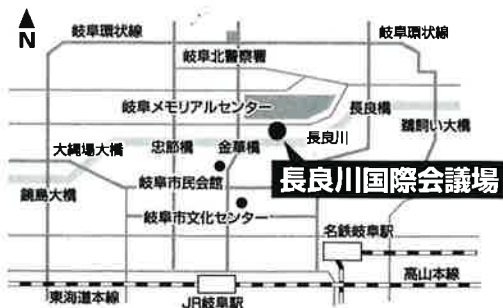 N
岐阜環状線
岐阜環状線
岐阜北警察署
岐阜メモリアルセンター
長良橋
鵜飼い大橋
大縄場大橋
忠節橋
金華橋
長良川
鏡島大橋
岐阜市民会館
長良川国際会議場
岐阜市文化センター
名鉄岐阜駅
高山本線
東海道本線
JR岐阜駅